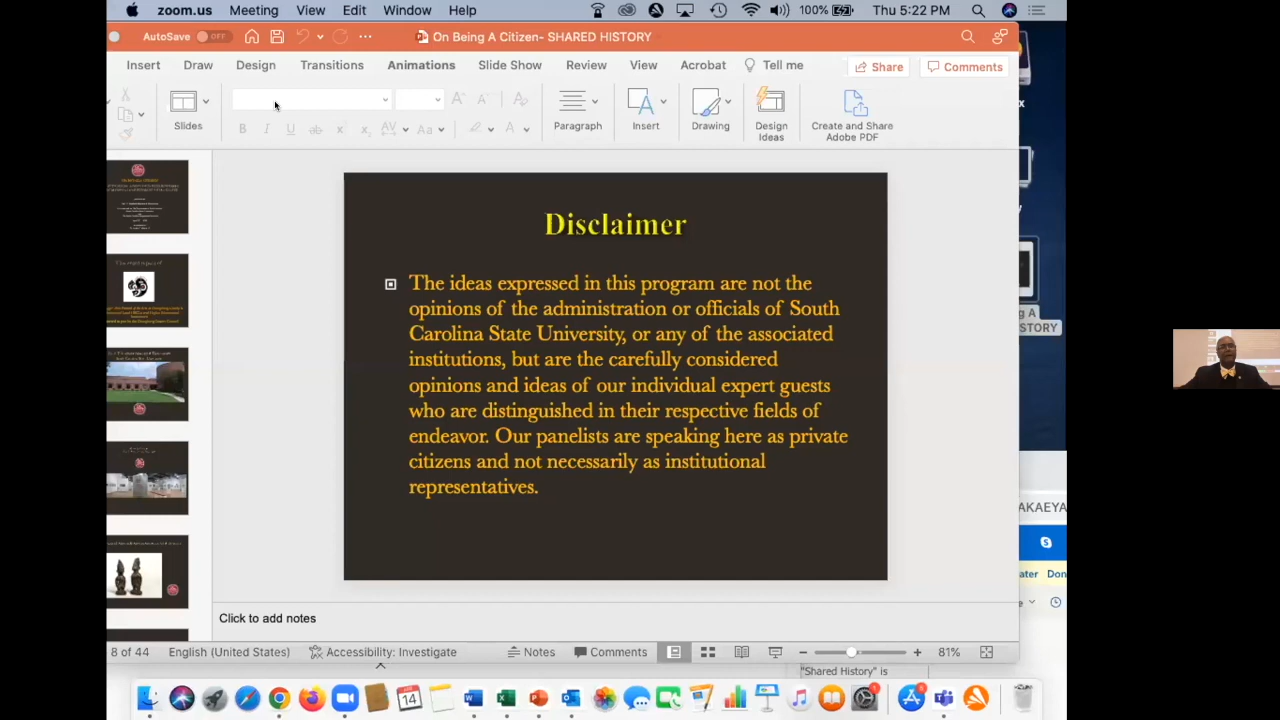 zoom.us Meeting View Edit Window Help 100% Thu 5:22 PM
AutoSave OFF On Being A Citizen- SHARED HISTORY
Insert Draw Design Transitions Animations Slide Show Review View Acrobat Tell me Share Comments
Slides Paragraph Insert Drawing Design Ideas Create and Share Adobe PDF
Disclaimer
The ideas expressed in this program are not the
opinions of the administration or officials of South
Carolina State University, or any of the associated
institutions, but are the carefully considered
opinions and ideas of our individual expert guests
who are distinguished in their respective fields of
endeavor. Our panelists are speaking here as private
citizens and not necessarily as institutional
representatives.
Click to add notes
8 of 44 English (United States) Accessibility: Investigate Notes Comments 81%
"Shared History" is